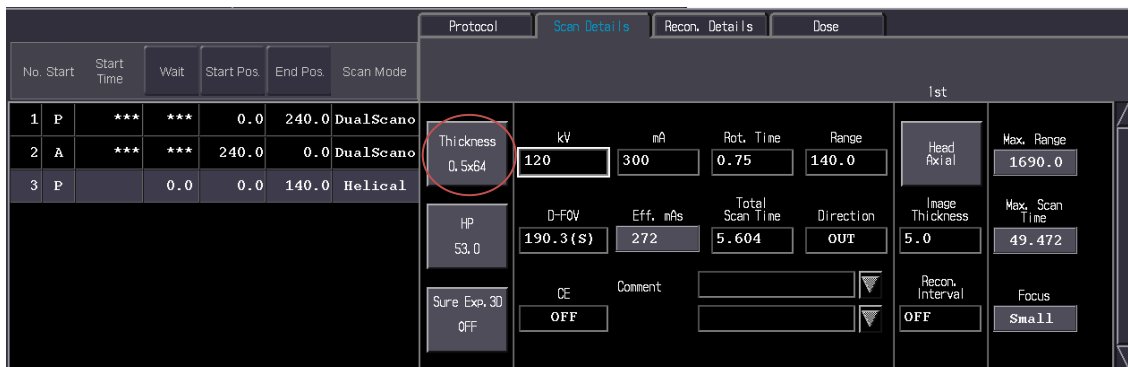 Protocol Scan Details Recon. Details Dose
No. Start Start Time Wait Start Pos. End Pos. Scan Mode
1st
1 P *** *** 0.0 240.0 DualScano
2 A *** *** 240.0 0.0 DualScano
3 P 0.0 0.0 140.0 Helical
Thickness
0.5x64
HP
53.0
Sure Exp.3D
OFF
kV mA Rot. Time Range
120 300 0.75 140.0
D-FOV Eff. mAs Total Scan Time Direction
190.3(S) 272 5.604 OUT
CE Comment
OFF
Head
Axial
Image
Thickness
5.0
Recon.
Interval
OFF
Max. Range
1690.0
Max. Scan
Time
49.472
Focus
Small